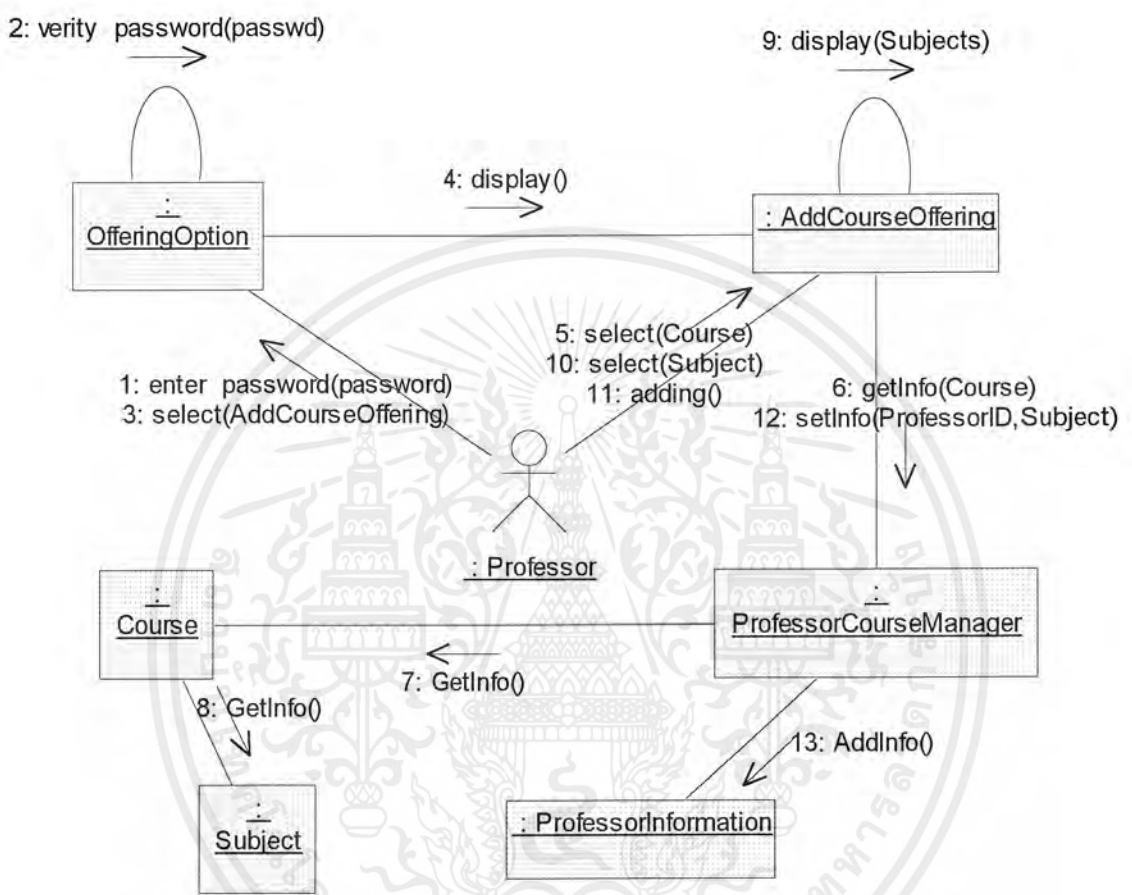 2: verity password(passwd)
9: display(Subjects)
4: display()
:
OfferingOption
: AddCourseOffering
5: select(Course)
10: select(Subject)
11: adding()
1: enter password(password)
3: select(AddCourseOffering)
6: getInfo(Course)
12: setInfo(ProfessorID,Subject)
: Professor
:
Course
:
ProfessorCourseManager
7: GetInfo()
8: GetInfo()
13: AddInfo()
:
Subject
: ProfessorInformation